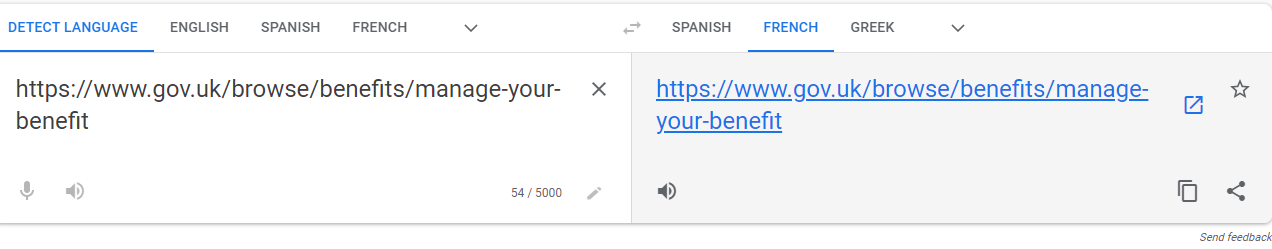 DETECT LANGUAGE ENGLISH SPANISH FRENCH SPANISH FRENCH GREEK
https://www.gov.uk/browse/benefits/manage-your-
benefit
https://www.gov.uk/browse/benefits/manage-
your-benefit
54 / 5000
Send feedback